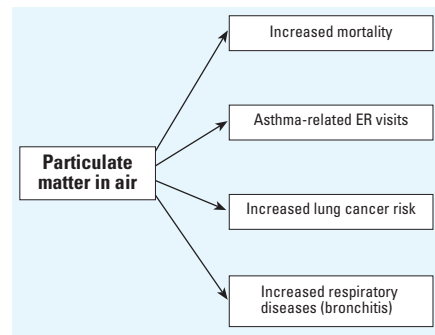 Increased mortality
Asthma-related ER visits
Particulate
matter in air
Increased lung cancer risk
Increased respiratory
diseases (bronchitis)